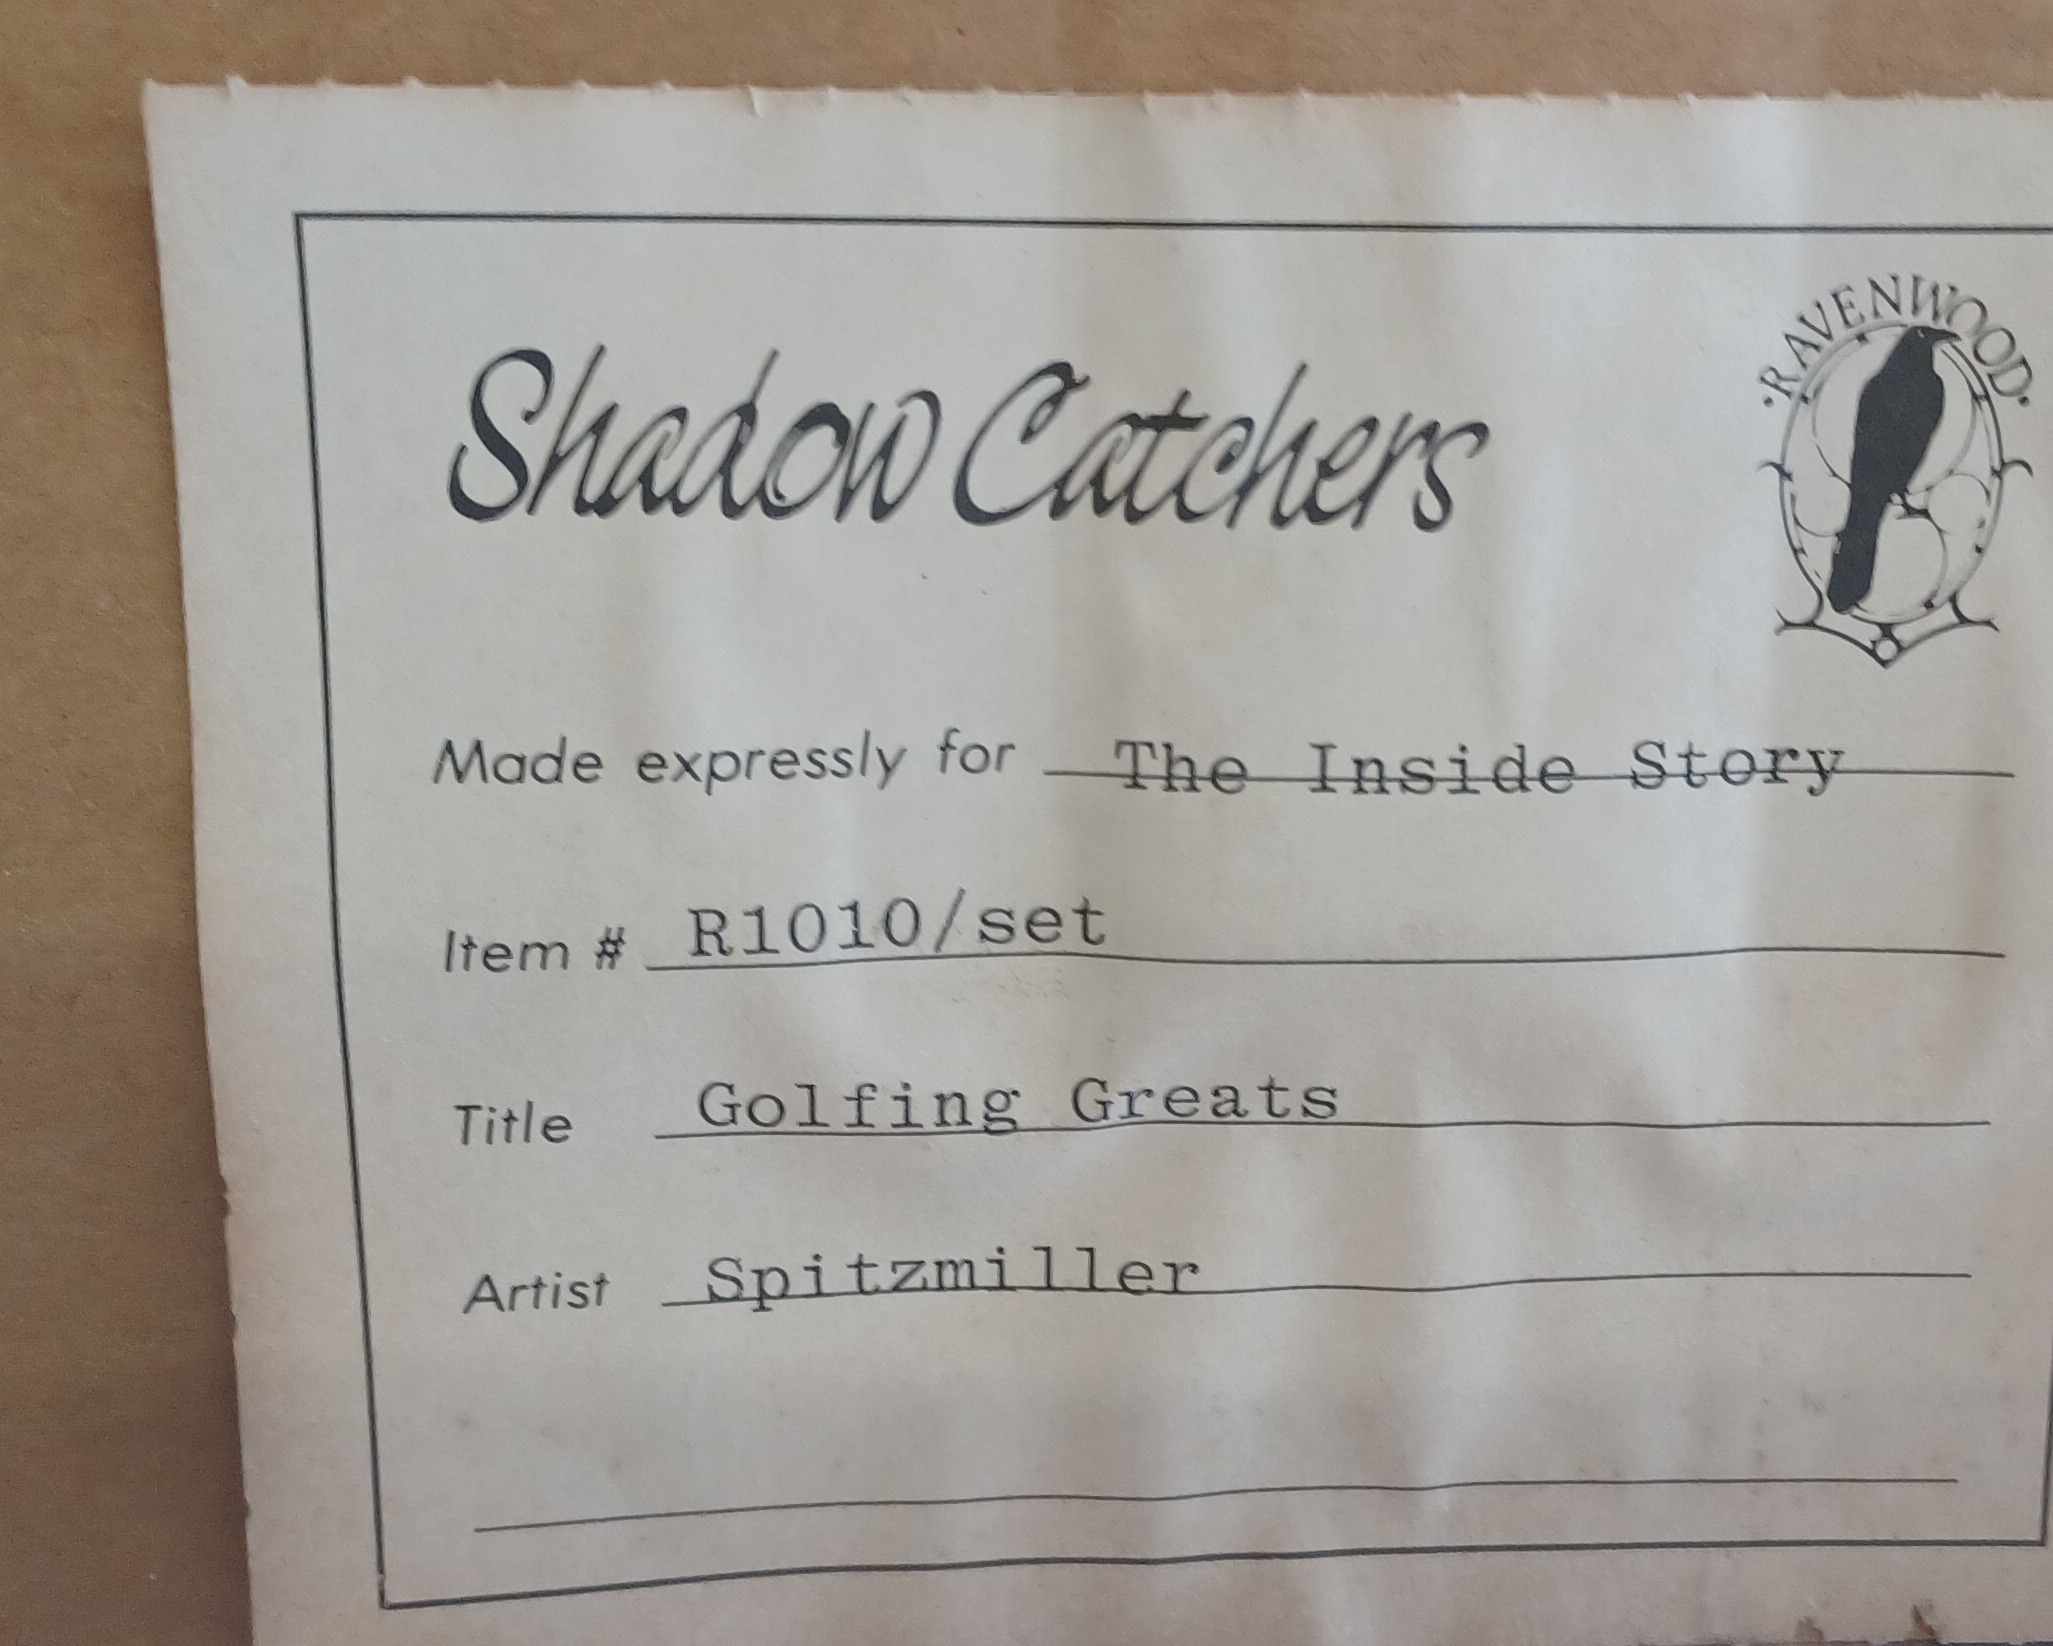 ·RAVENWOOD·
Shadow Catchers
Made expressly for The Inside Story
Item # R1010/set
Title Golfing Greats
Artist Spitzmiller